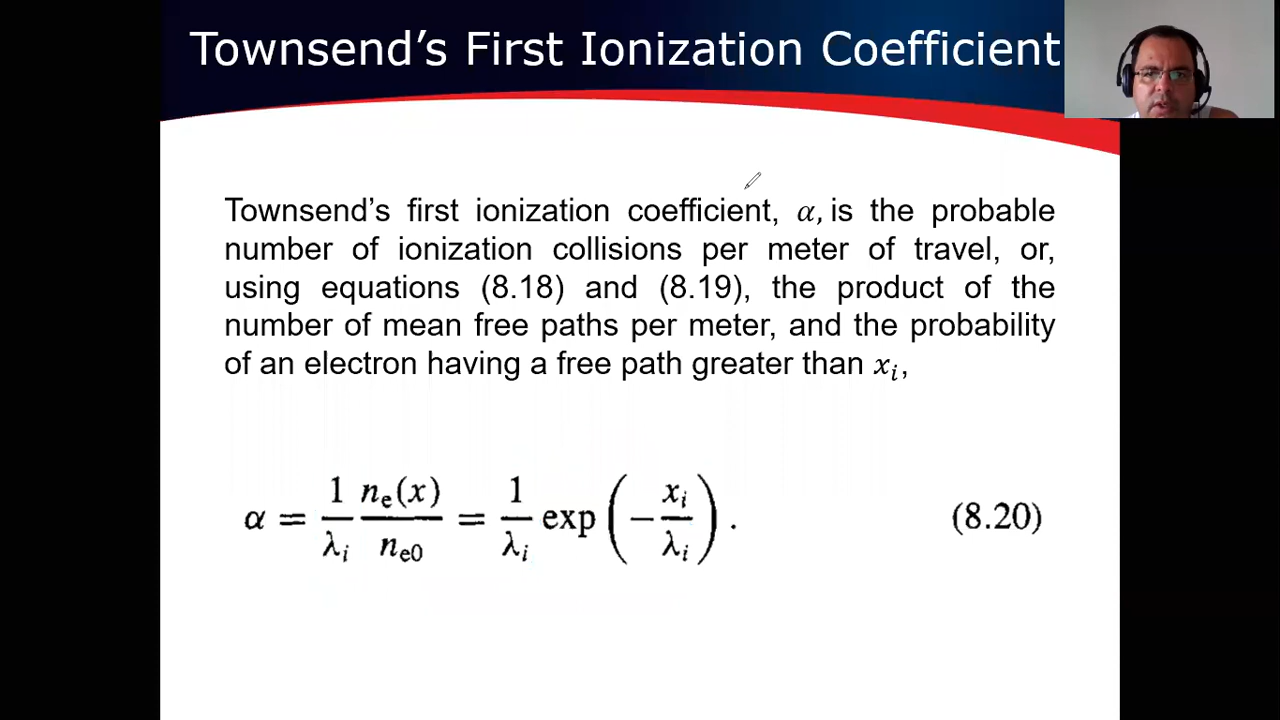 Townsend’s First Ionization Coefficient
Townsend’s first ionization coefficient, α, is the probable
number of ionization collisions per meter of travel, or,
using equations (8.18) and (8.19), the product of the
number of mean free paths per meter, and the probability
of an electron having a free path greater than xᵢ,
α = 1/λᵢ nₑ(x)/nₑ₀ = 1/λᵢ exp(−xᵢ/λᵢ). (8.20)